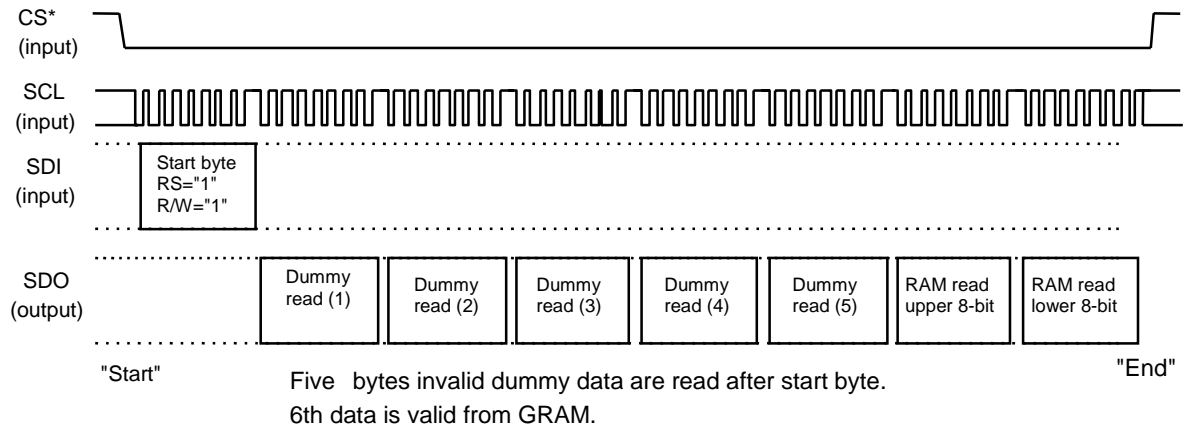 CS*
(input)
SCL
(input)
SDI
(input)
Start byte
RS="1"
R/W="1"
SDO
(output)
Dummy
read (1)
Dummy
read (2)
Dummy
read (3)
Dummy
read (4)
Dummy
read (5)
RAM read
upper 8-bit
RAM read
lower 8-bit
"Start"
"End"
Five bytes invalid dummy data are read after start byte.
6th data is valid from GRAM.